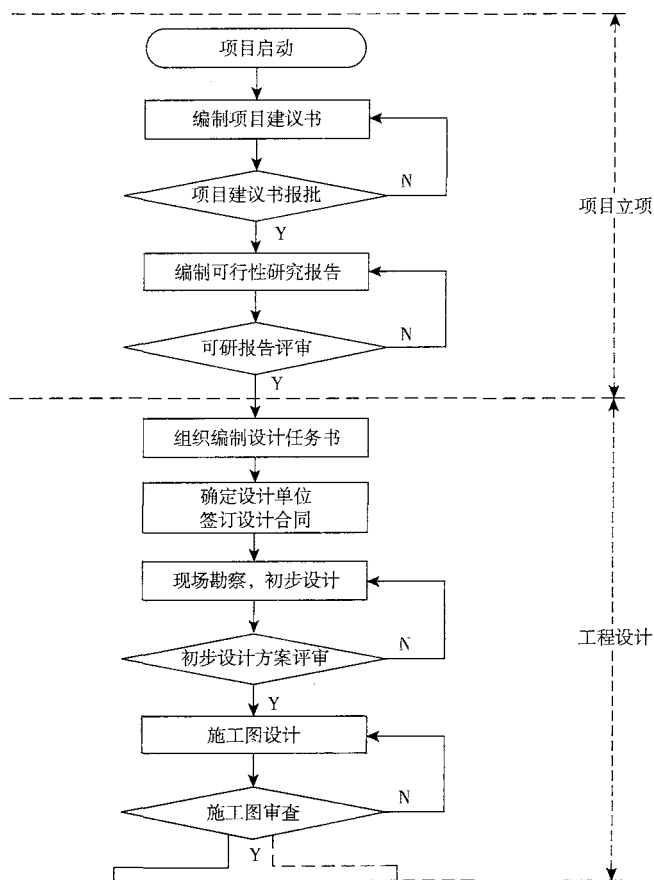 项目启动
编制项目建议书
项目建议书报批
N
项目立项
Y
编制可行性研究报告
可研报告评审
N
Y
组织编制设计任务书
确定设计单位
签订设计合同
现场勘察，初步设计
工程设计
初步设计方案评审
N
Y
施工图设计
施工图审查
N
Y